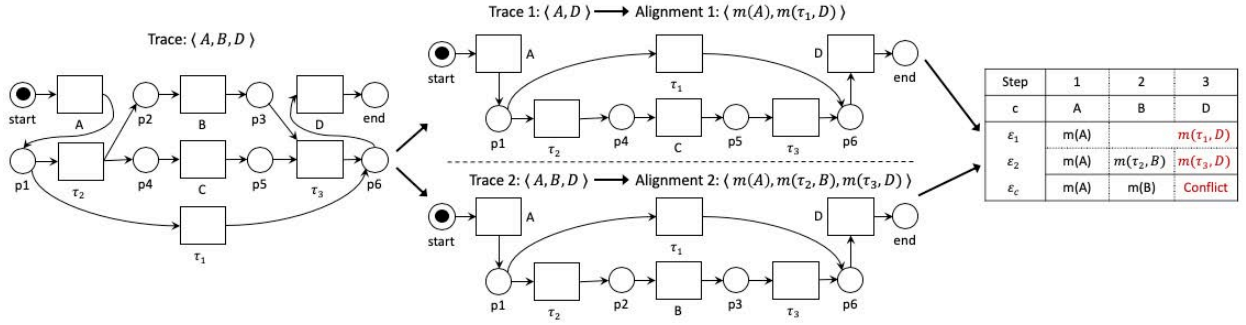 Trace: ⟨ A, B, D ⟩
start
A
p2
B
p3
D
end
p1
τ₂
p4
C
p5
τ₃
p6
τ₁
Trace 1: ⟨ A, D ⟩ ⟶ Alignment 1: ⟨ m(A), m(τ₁, D) ⟩
start
A
τ₁
D
end
p1
τ₂
p4
C
p5
τ₃
p6
Trace 2: ⟨ A, B, D ⟩ ⟶ Alignment 2: ⟨ m(A), m(τ₂, B), m(τ₃, D) ⟩
start
A
τ₁
D
end
p1
τ₂
p2
B
p3
τ₃
p6
Step 1 2 3
c A B D
ε₁ m(A) m(τ₁, D)
ε₂ m(A) m(τ₂, B) m(τ₃, D)
ε_c m(A) m(B) Conflict